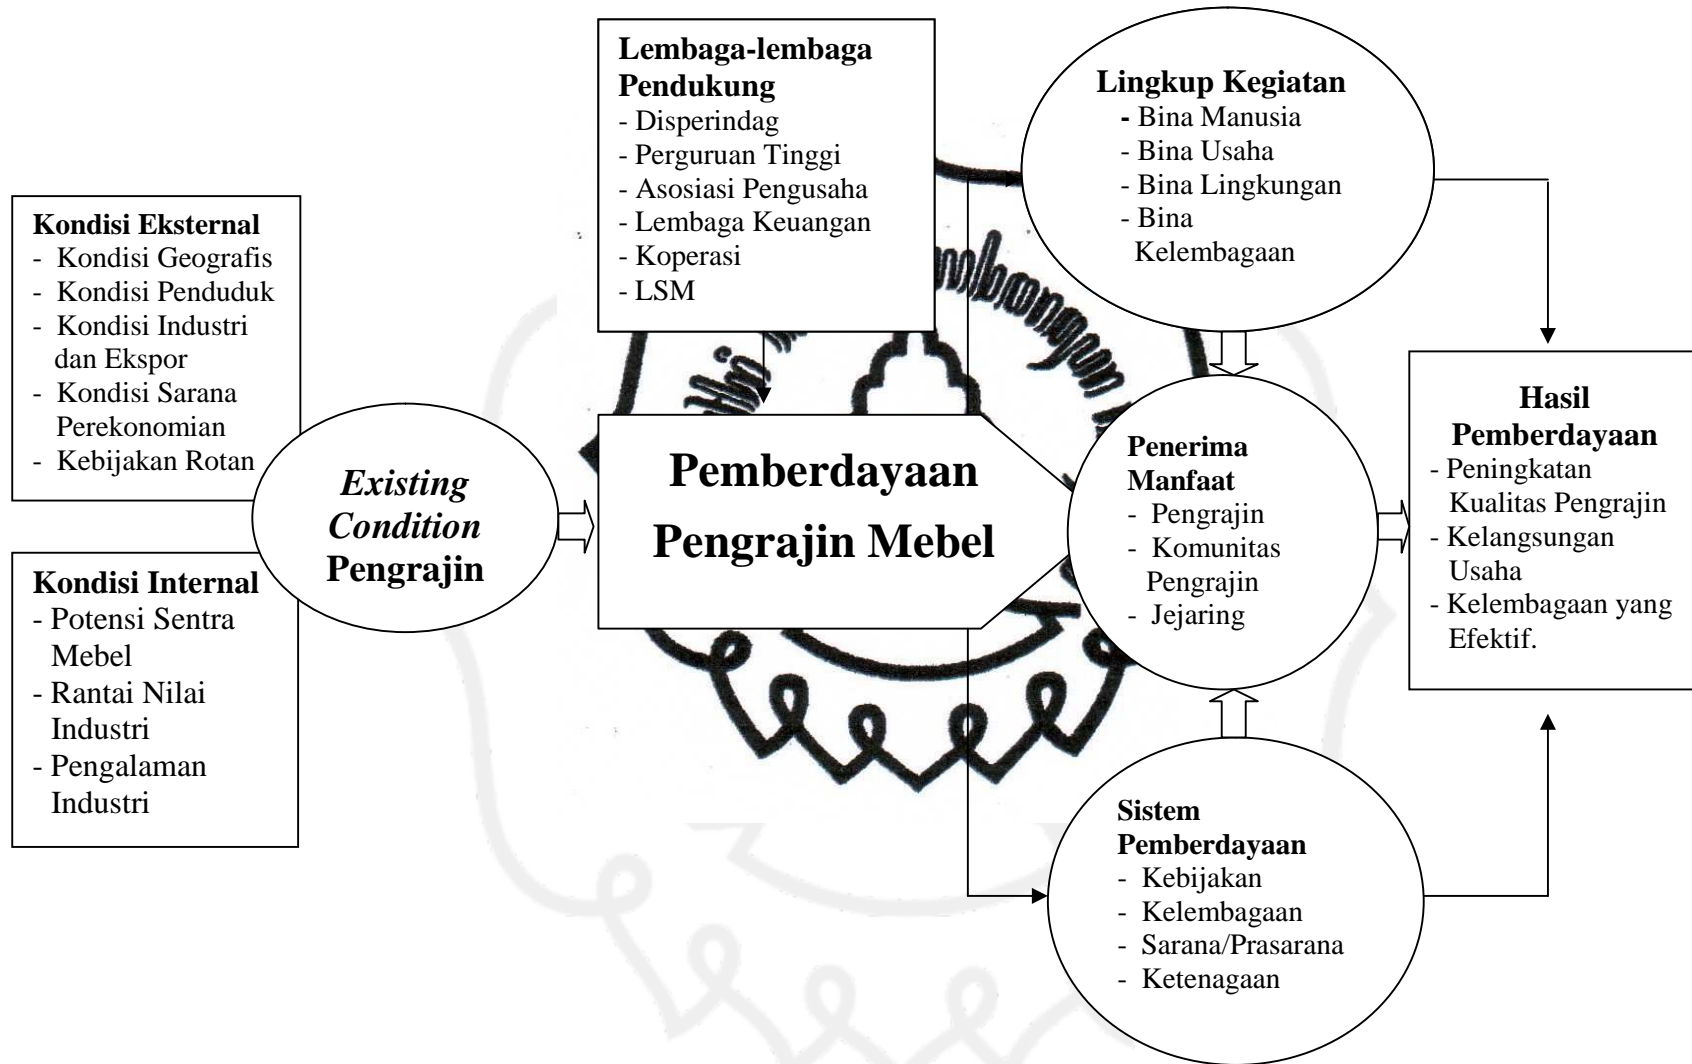 Lembaga-lembaga
Pendukung
- Disperindag
- Perguruan Tinggi
- Asosiasi Pengusaha
- Lembaga Keuangan
- Koperasi
- LSM
Lingkup Kegiatan
- Bina Manusia
- Bina Usaha
- Bina Lingkungan
- Bina
Kelembagaan
Kondisi Eksternal
- Kondisi Geografis
- Kondisi Penduduk
- Kondisi Industri
dan Ekspor
- Kondisi Sarana
Perekonomian
- Kebijakan Rotan
Existing
Condition
Pengrajin
Kondisi Internal
- Potensi Sentra
Mebel
- Rantai Nilai
Industri
- Pengalaman
Industri
Pemberdayaan
Pengrajin Mebel
Penerima
Manfaat
- Pengrajin
- Komunitas
Pengrajin
- Jejaring
Hasil
Pemberdayaan
- Peningkatan
Kualitas Pengrajin
- Kelangsungan
Usaha
- Kelembagaan yang
Efektif.
Sistem
Pemberdayaan
- Kebijakan
- Kelembagaan
- Sarana/Prasarana
- Ketenagaan